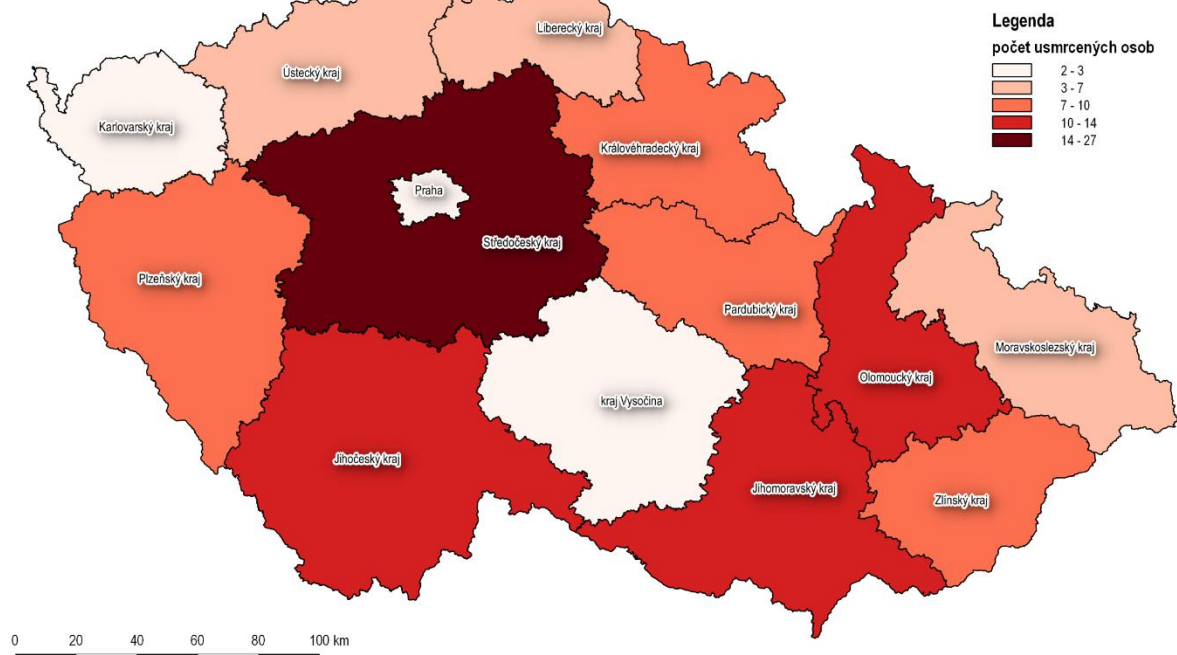 Legenda
počet usmrcených osob
2 - 3
3 - 7
7 - 10
10 - 14
14 - 27
Liberecký kraj
Ústecký kraj
Karlovarský kraj
Královéhradecký kraj
Praha
Středočeský kraj
Plzeňský kraj
Pardubický kraj
Moravskoslezský kraj
Olomoucký kraj
kraj Vysočina
Jihočeský kraj
Jihomoravský kraj
Zlínský kraj
0 20 40 60 80 100 km